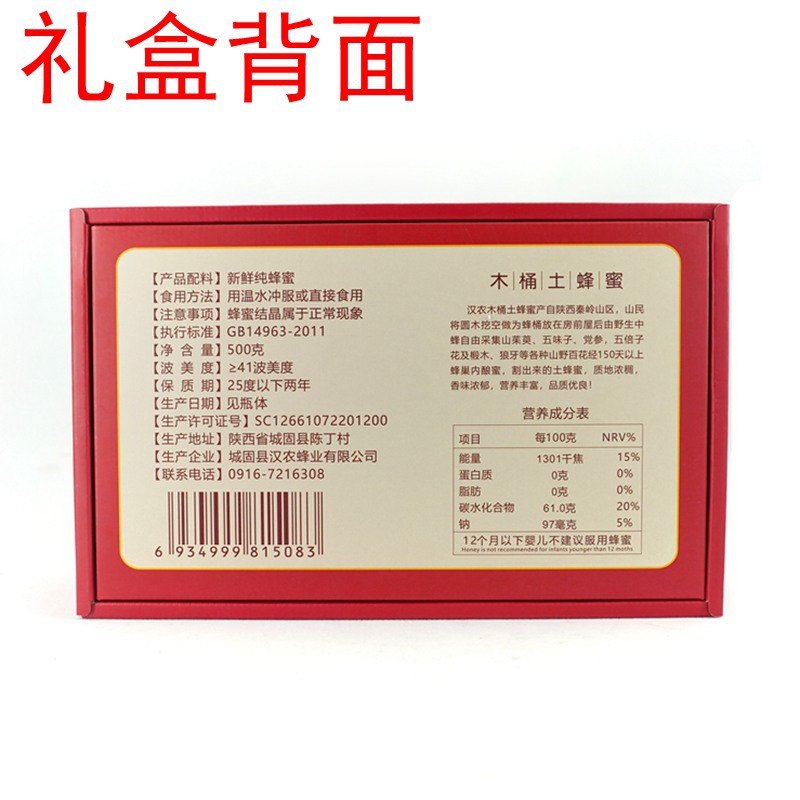 礼盒背面
【产品配料】新鲜纯蜂蜜
【食用方法】用温水冲服或直接食用
【注意事项】蜂蜜结晶属于正常现象
【执行标准】GB14963-2011
【净 含 量】500克
【波 美 度】≥41波美度
【保 质 期】25度以下两年
【生产日期】见瓶体
【生产许可证号】SC12661072201200
【生产地址】陕西省城固县陈丁村
【生产企业】城固县汉农蜂业有限公司
【联系电话】0916-7216308
6 934999 815083
木桶土蜂蜜
汉农木桶土蜂蜜产自陕西秦岭山区，山民
将圆木挖空做为蜂桶放在房前屋后由野生中
蜂自由采集山茱萸、五味子、党参，五倍子
花及椴木、狼牙等各种山野百花经150天以上
蜂巢内酿蜜，割出来的土蜂蜜，质地浓稠，
香味浓郁，营养丰富，品质优良！
营养成分表
项目 每100克 NRV%
能量 1301千焦 15%
蛋白质 0克 0%
脂肪 0克 0%
碳水化合物 61.0克 20%
钠 97毫克 5%
12个月以下婴儿不建议服用蜂蜜
Honey is not recommended for infants younger than 12 moths